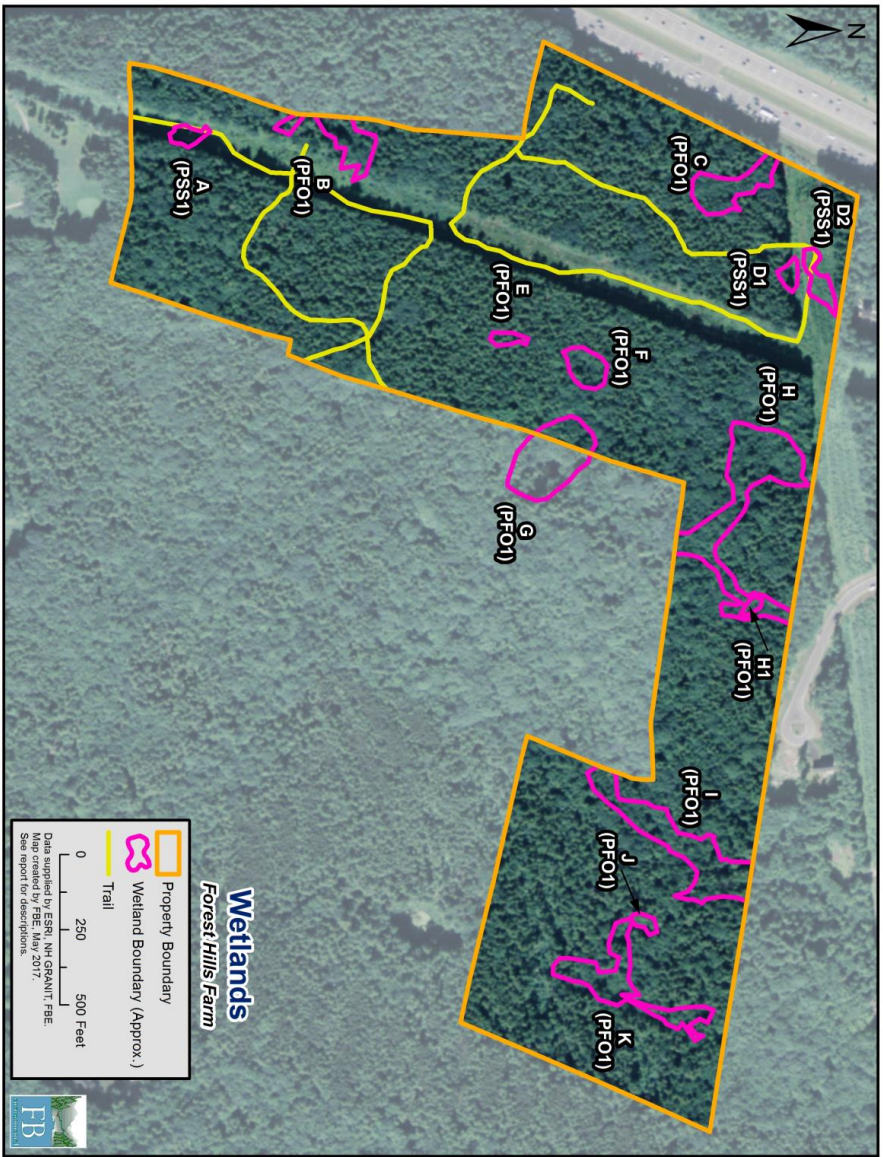 N
D2
(PSS1)
C
(PFO1)
D1
(PSS1)
B
(PFO1)
A
(PSS1)
E
(PFO1)
F
(PFO1)
H
(PFO1)
G
(PFO1)
H1
(PFO1)
I
(PFO1)
J
(PFO1)
K
(PFO1)
Wetlands
Forest Hills Farm
Property Boundary
Wetland Boundary (Approx.)
Trail
0 250 500 Feet
Data supplied by ESRI, NH GRANIT, FBE.
Map created by FBE, May 2017.
See report for descriptions.
FB